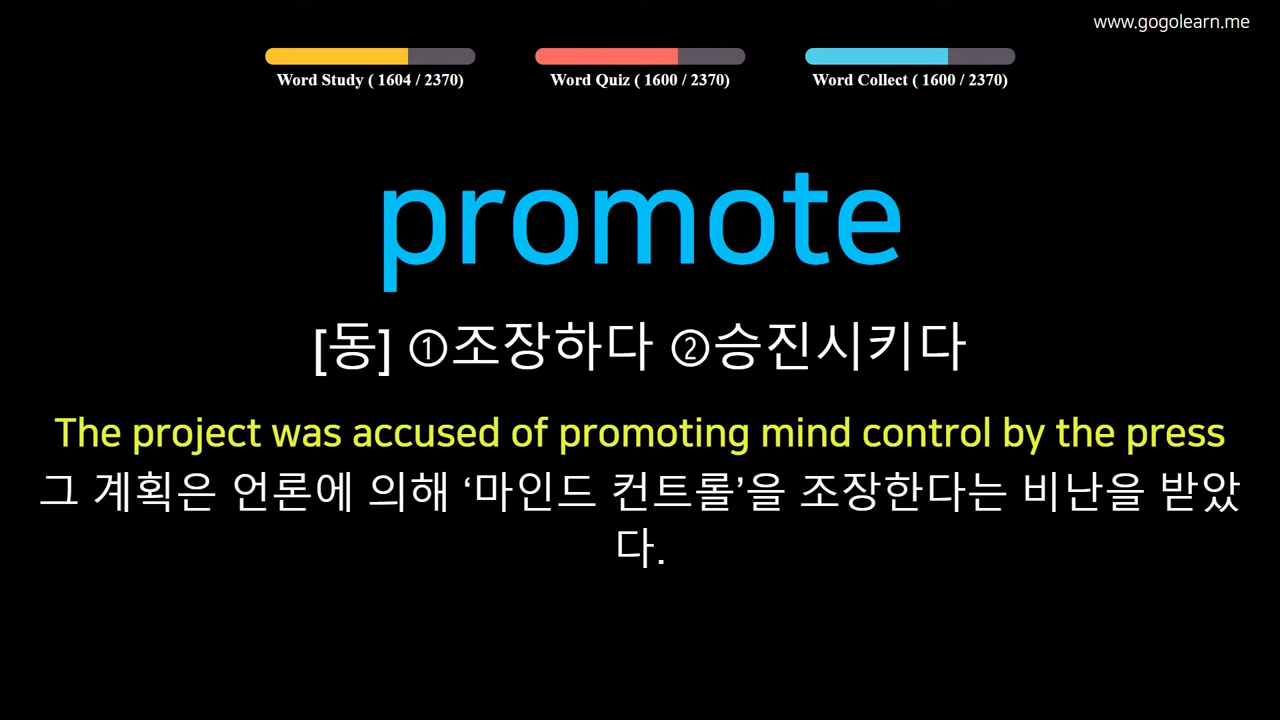 www.gogolearn.me
Word Study ( 1604 / 2370)
Word Quiz ( 1600 / 2370)
Word Collect ( 1600 / 2370)
promote
[동] ①조장하다 ②승진시키다
The project was accused of promoting mind control by the press
그 계획은 언론에 의해 ‘마인드 컨트롤’을 조장한다는 비난을 받았
다.